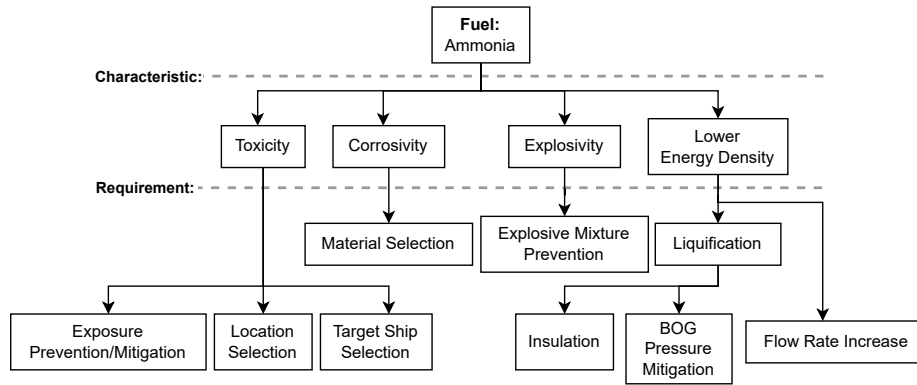 Fuel:
Ammonia
Characteristic:
Toxicity
Corrosivity
Explosivity
Lower
Energy Density
Requirement:
Material Selection
Explosive Mixture
Prevention
Liquification
Exposure
Prevention/Mitigation
Location
Selection
Target Ship
Selection
Insulation
BOG
Pressure
Mitigation
Flow Rate Increase